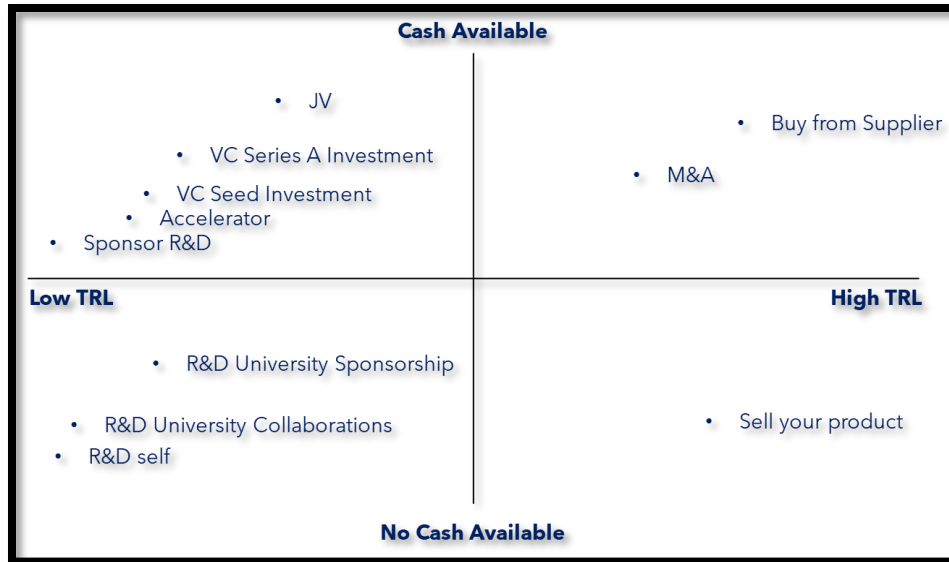 Cash Available
• JV
• Buy from Supplier
• VC Series A Investment
• M&A
• VC Seed Investment
• Accelerator
• Sponsor R&D
Low TRL
High TRL
• R&D University Sponsorship
• R&D University Collaborations
• Sell your product
• R&D self
No Cash Available